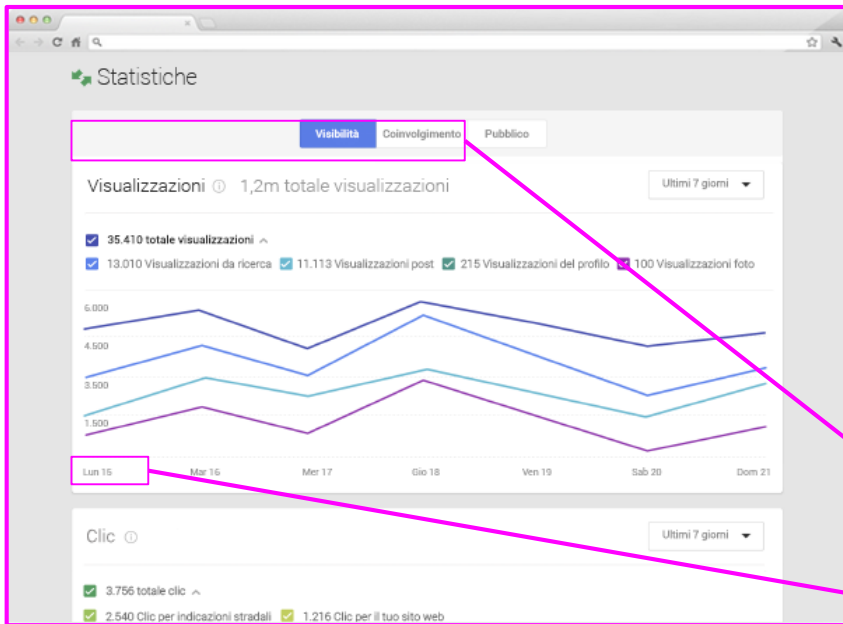 Statistiche
Visibilità Coinvolgimento Pubblico
Visualizzazioni 1,2m totale visualizzazioni Ultimi 7 giorni
35.410 totale visualizzazioni
13.010 Visualizzazioni da ricerca 11.113 Visualizzazioni post 215 Visualizzazioni del profilo 100 Visualizzazioni foto
6.000
4.500
3.500
1.500
Lun 15 Mar 16 Mer 17 Gio 18 Ven 19 Sab 20 Dom 21
Clic Ultimi 7 giorni
3.756 totale clic
2.540 Clic per indicazioni stradali 1.216 Clic per il tuo sito web